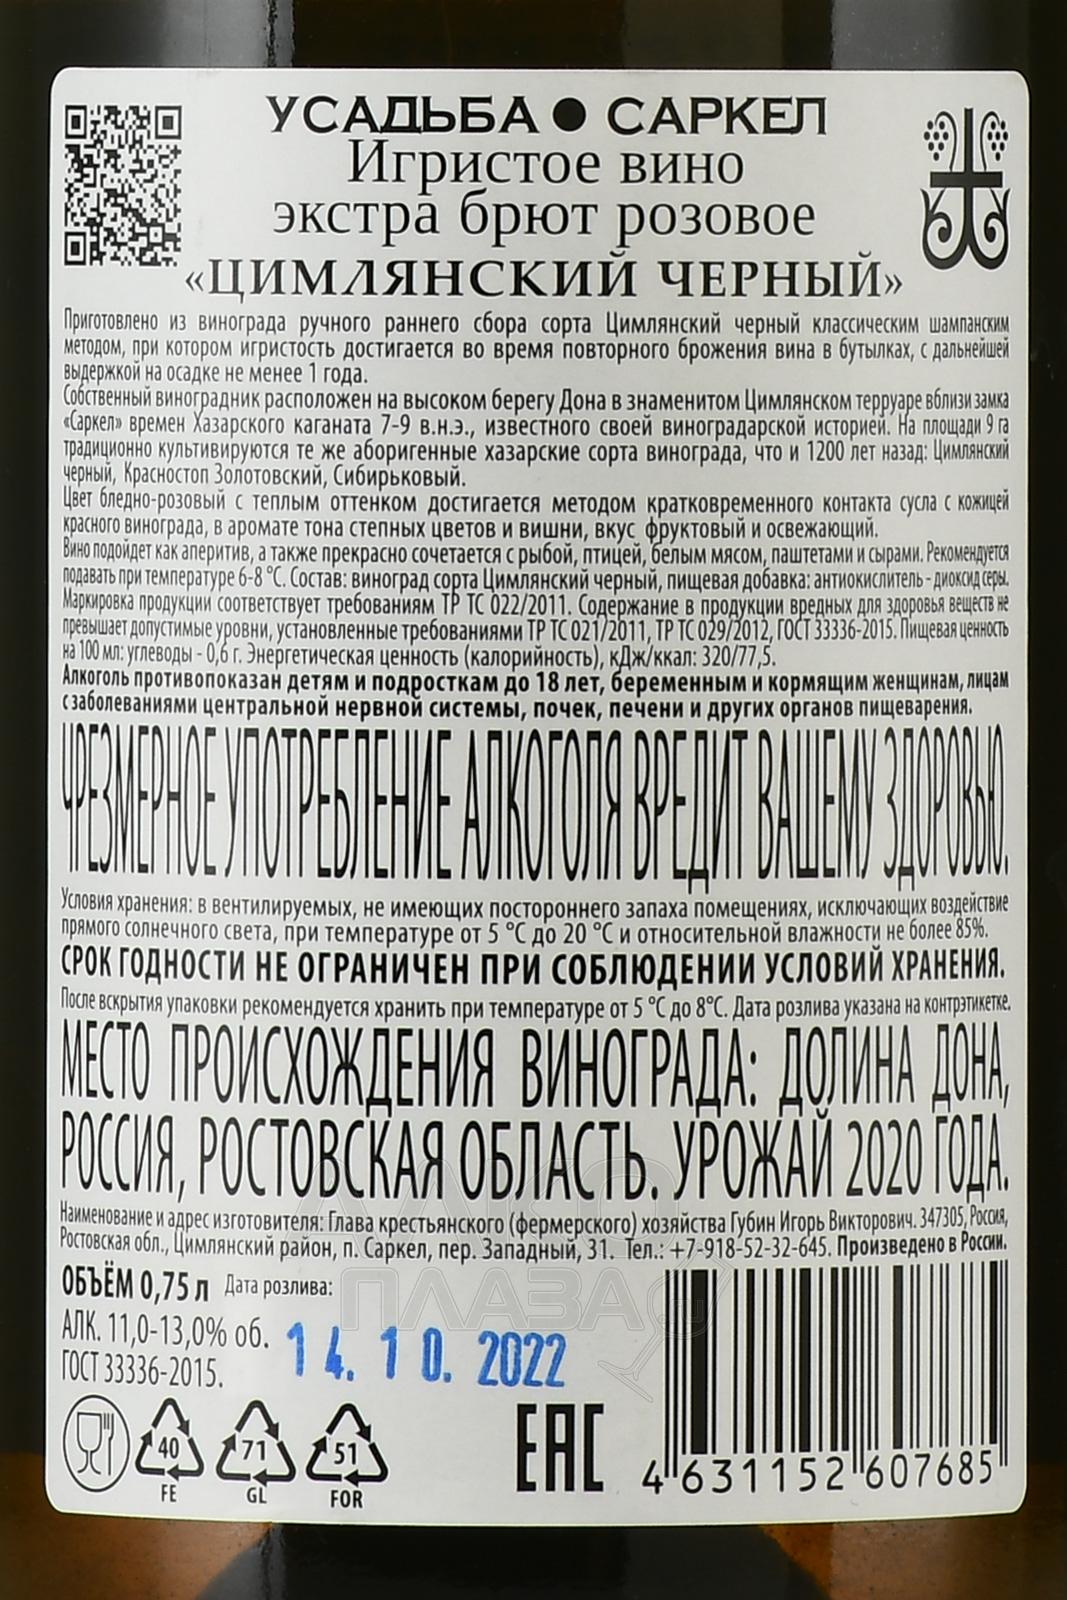 УСАДЬБА ● САРКЕЛ
Игристое вино
экстра брют розовое
«ЦИМЛЯНСКИЙ ЧЕРНЫЙ»
Приготовлено из винограда ручного раннего сбора сорта Цимлянский черный классическим шампанским
методом, при котором игристость достигается во время повторного брожения вина в бутылках, с дальнейшей
выдержкой на осадке не менее 1 года.
Собственный виноградник расположен на высоком берегу Дона в знаменитом Цимлянском терруаре вблизи замка
«Саркел» времен Хазарского каганата 7-9 в.н.э., известного своей виноградарской историей. На площади 9 га
традиционно культивируются те же аборигенные хазарские сорта винограда, что и 1200 лет назад: Цимлянский
черный, Красностоп Золотовский, Сибирьковый.
Цвет бледно-розовый с теплым оттенком достигается методом кратковременного контакта сусла с кожицей
красного винограда, в аромате тона степных цветов и вишни, вкус фруктовый и освежающий.
Вино подойдет как аперитив, а также прекрасно сочетается с рыбой, птицей, белым мясом, паштетами и сырами. Рекомендуется
подавать при температуре 6-8 °С. Состав: виноград сорта Цимлянский черный, пищевая добавка: антиокислитель - диоксид серы.
Маркировка продукции соответствует требованиям ТР ТС 022/2011. Содержание в продукции вредных для здоровья веществ не
превышает допустимые уровни, установленные требованиями ТР ТС 021/2011, ТР ТС 029/2012, ГОСТ 33336-2015. Пищевая ценность
на 100 мл: углеводы - 0,6 г. Энергетическая ценность (калорийность), кДж/ккал: 320/77,5.
Алкоголь противопоказан детям и подросткам до 18 лет, беременным и кормящим женщинам, лицам
с заболеваниями центральной нервной системы, почек, печени и других органов пищеварения.
ЧРЕЗМЕРНОЕ УПОТРЕБЛЕНИЕ АЛКОГОЛЯ ВРЕДИТ ВАШЕМУ ЗДОРОВЬЮ.
Условия хранения: в вентилируемых, не имеющих постороннего запаха помещениях, исключающих воздействие
прямого солнечного света, при температуре от 5 °С до 20 °С и относительной влажности не более 85%.
СРОК ГОДНОСТИ НЕ ОГРАНИЧЕН ПРИ СОБЛЮДЕНИИ УСЛОВИЙ ХРАНЕНИЯ.
После вскрытия упаковки рекомендуется хранить при температуре от 5 °С до 8°С. Дата розлива указана на контрэтикетке.
МЕСТО ПРОИСХОЖДЕНИЯ ВИНОГРАДА: ДОЛИНА ДОНА,
РОССИЯ, РОСТОВСКАЯ ОБЛАСТЬ. УРОЖАЙ 2020 ГОДА.
Наименование и адрес изготовителя: Глава крестьянского (фермерского) хозяйства Губин Игорь Викторович. 347305, Россия,
Ростовская обл., Цимлянский район, п. Саркел, пер. Западный, 31. Тел.: +7-918-52-32-645. Произведено в России.
ОБЪЁМ 0,75 л Дата розлива:
АЛК. 11,0-13,0% об.
14.10.2022
ГОСТ 33336-2015.
АЛКО
ПЛАЗА.ru
40 71 51
FE GL FOR
ЕАС
4 631152 607685